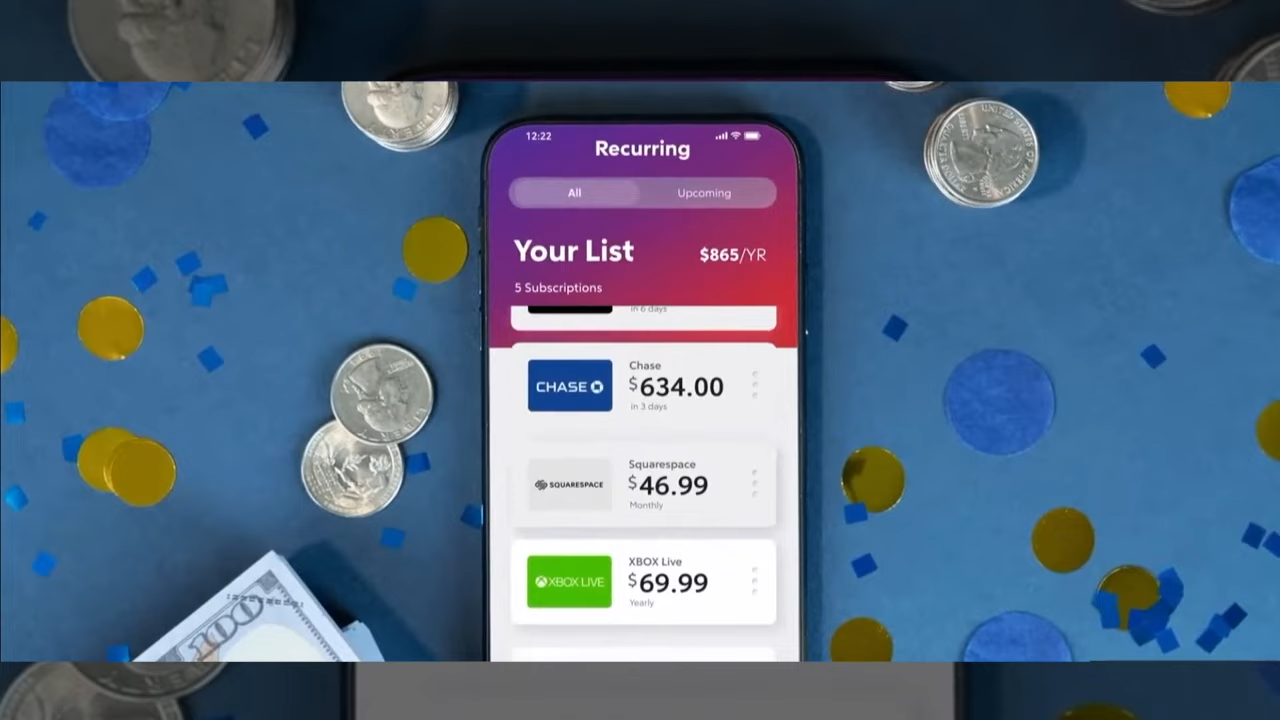 12:22
Recurring
All
Upcoming
Your List
$865/YR
5 Subscriptions
in 6 days
CHASE
Chase
$634.00
in 3 days
SQUARESPACE
Squarespace
$46.99
Monthly
XBOX LIVE
XBOX Live
$69.99
Yearly
100